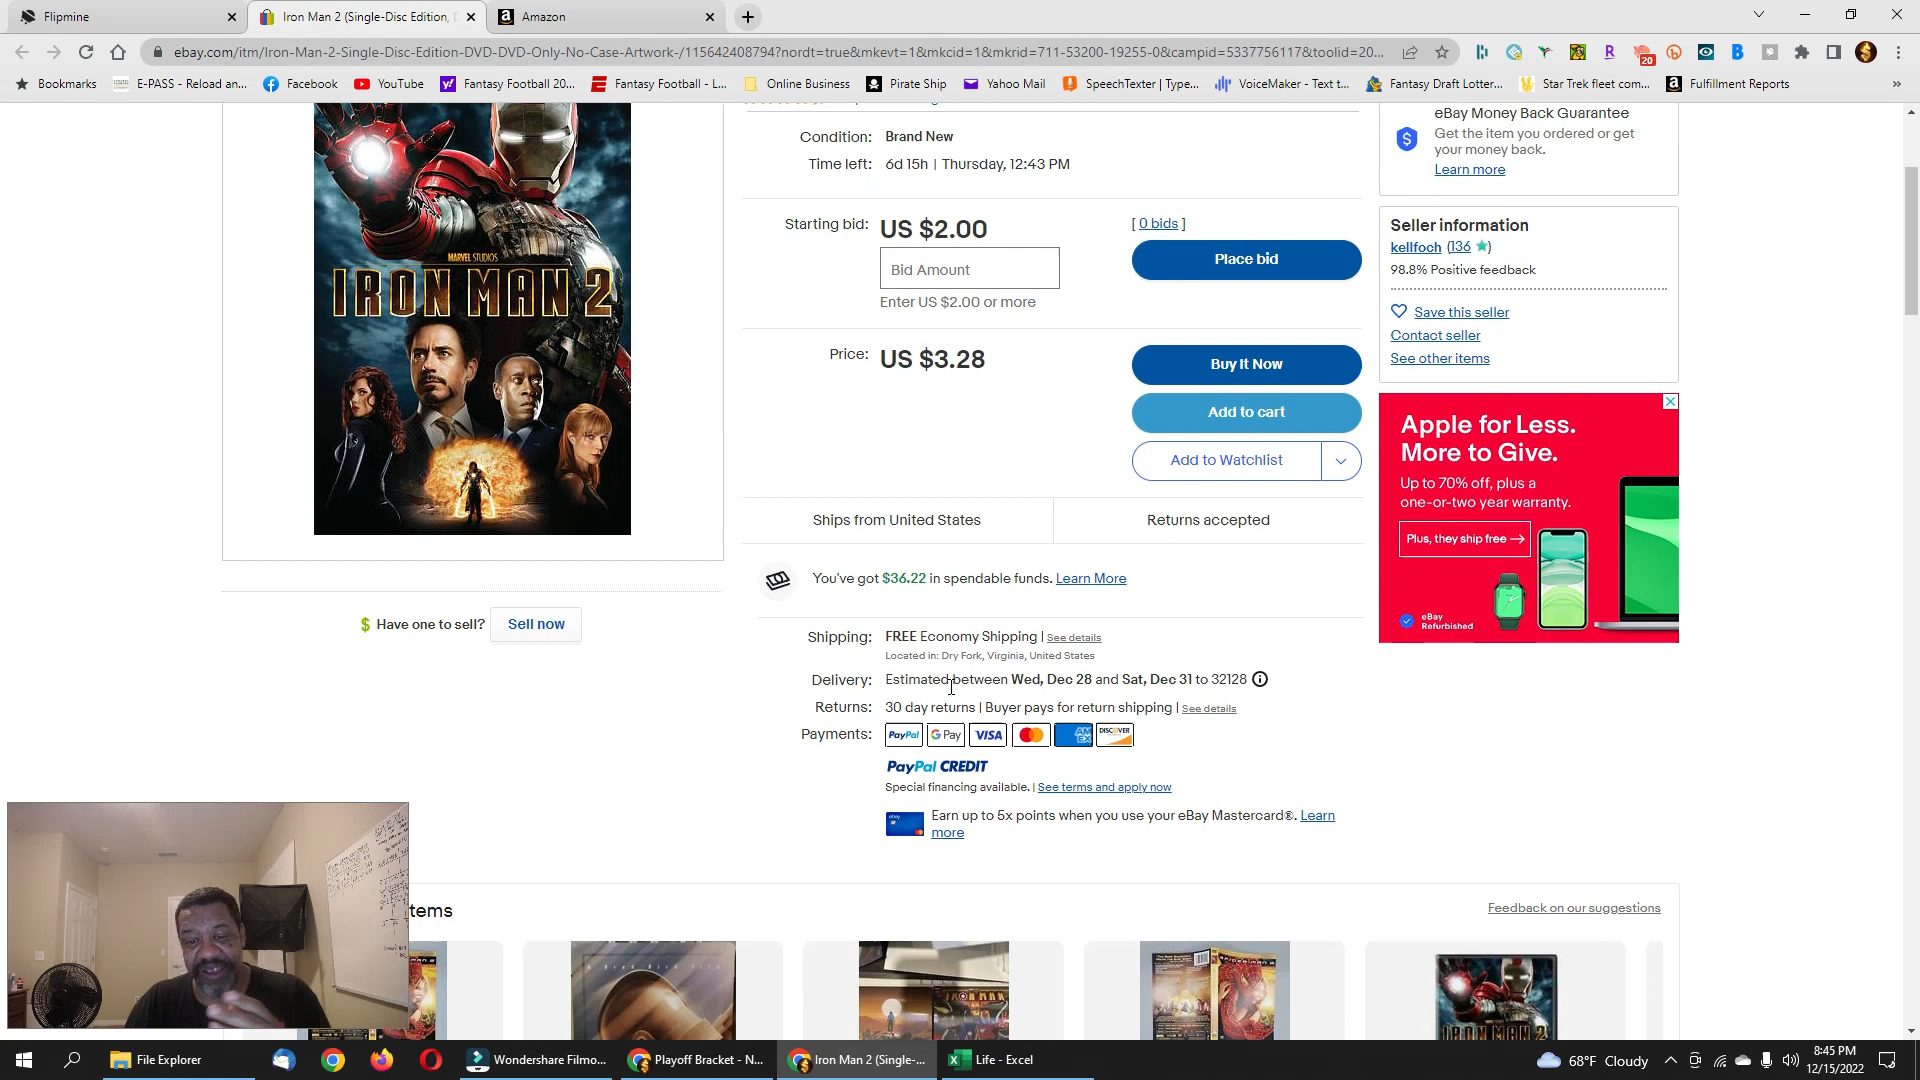 Flipmine
Iron Man 2 (Single-Disc Edition, D
Amazon
ebay.com/itm/Iron-Man-2-Single-Disc-Edition-DVD-DVD-Only-No-Case-Artwork-/115642408794?nordt=true&mkevt=1&mkcid=1&mkrid=711-53200-19255-0&campid=5337756117&toolid=20...
20
Bookmarks
E-PASS - Reload an...
Facebook
YouTube
Fantasy Football 20...
Fantasy Football - L...
Online Business
Pirate Ship
Yahoo Mail
SpeechTexter | Type...
VoiceMaker - Text t...
Fantasy Draft Lotter...
Star Trek fleet com...
Fulfillment Reports
»
MARVEL STUDIOS
IRON MAN 2
Have one to sell?
Sell now
Condition: Brand New
Time left: 6d 15h | Thursday, 12:43 PM
Starting bid: US $2.00
[ 0 bids ]
Bid Amount
Place bid
Enter US $2.00 or more
Price: US $3.28
Buy It Now
Add to cart
Add to Watchlist
Ships from United States
Returns accepted
You've got $36.22 in spendable funds. Learn More
Shipping: FREE Economy Shipping | See details
Located in: Dry Fork, Virginia, United States
Delivery: Estimated between Wed, Dec 28 and Sat, Dec 31 to 32128
Returns: 30 day returns | Buyer pays for return shipping | See details
Payments: PayPal G Pay VISA AM EX DISCOVER
PayPal CREDIT
Special financing available. | See terms and apply now
Earn up to 5x points when you use your eBay Mastercard®. Learn
more
eBay Money Back Guarantee
Get the item you ordered or get
your money back.
Learn more
Seller information
kellfoch (136)
98.8% Positive feedback
Save this seller
Contact seller
See other items
Apple for Less.
More to Give.
Up to 70% off, plus a
one-or-two year warranty.
Plus, they ship free →
eBay
Refurbished
tems
Feedback on our suggestions
IRON MAN 2
File Explorer
Wondershare Filmo...
Playoff Bracket - N...
Iron Man 2 (Single-...
Life - Excel
68°F Cloudy
8:45 PM
12/15/2022